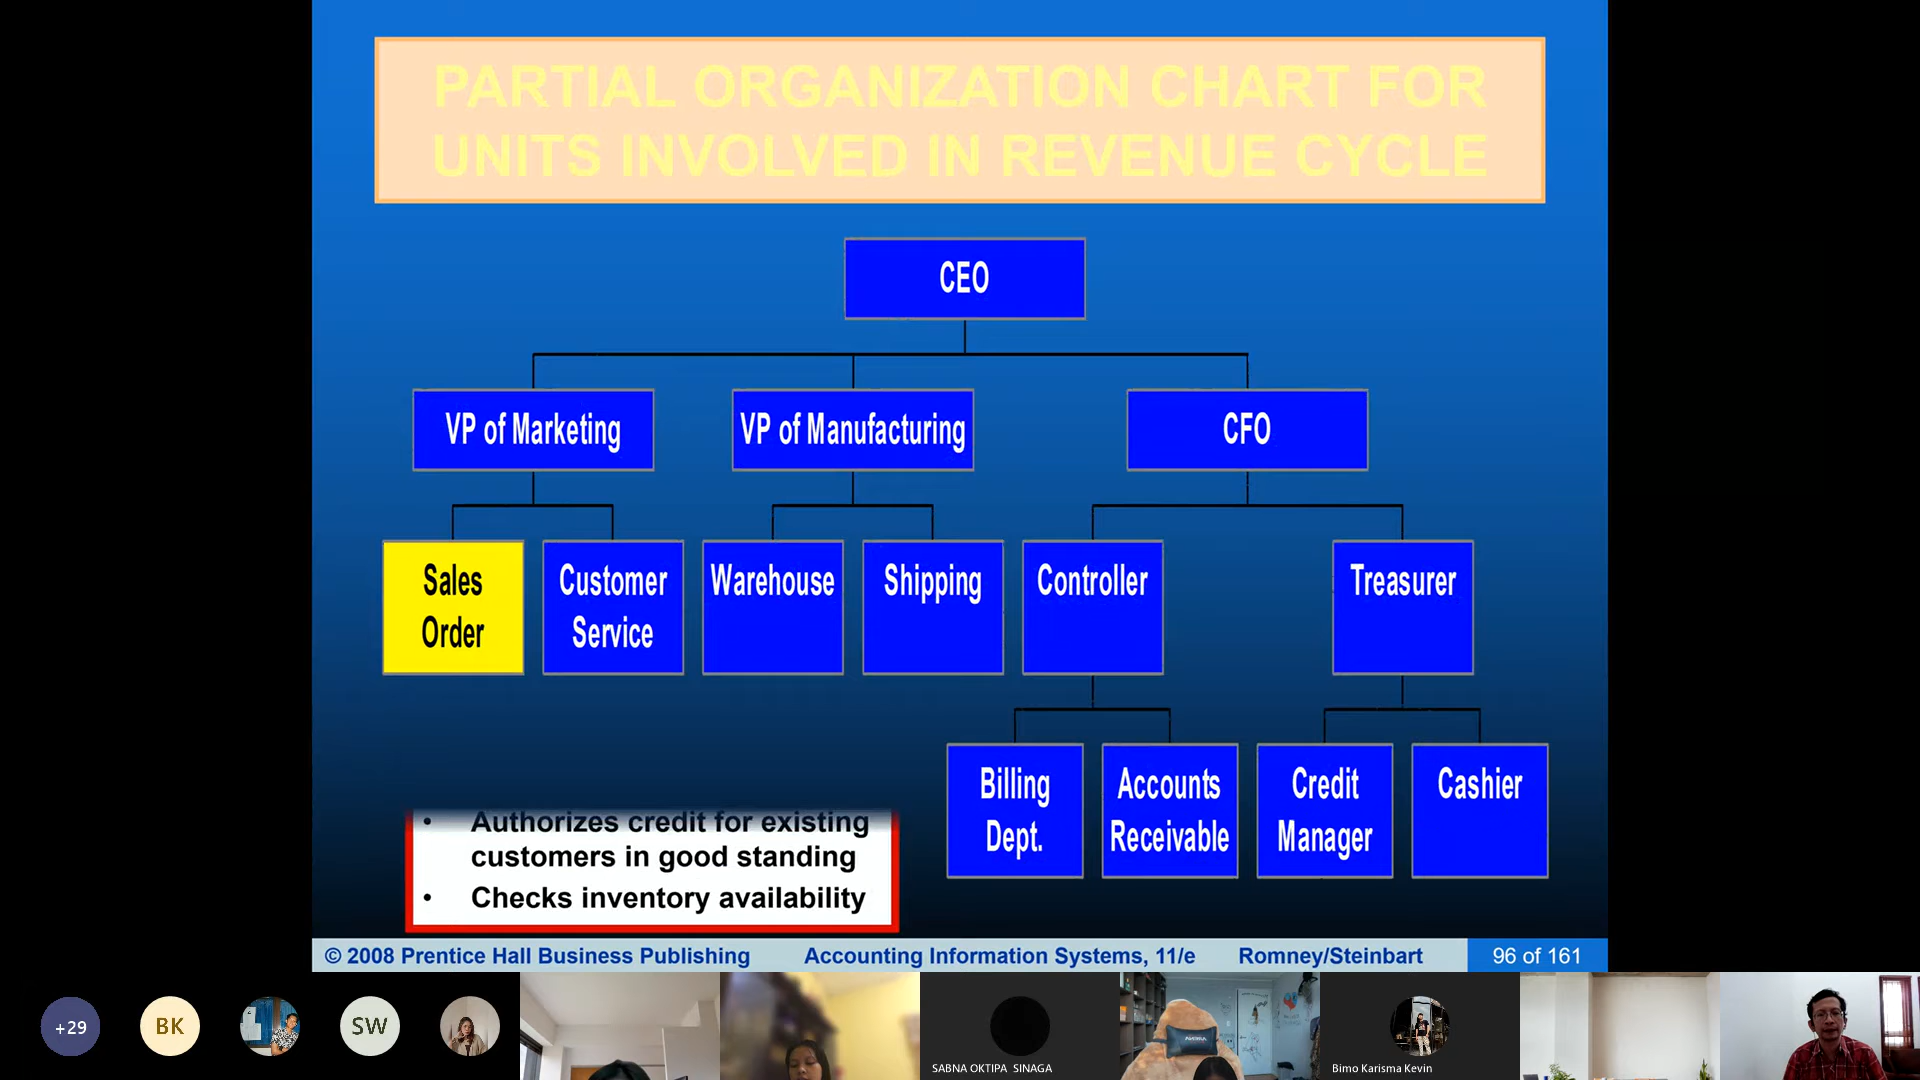 PARTIAL ORGANIZATION CHART FOR
UNITS INVOLVED IN REVENUE CYCLE
CEO
VP of Marketing
VP of Manufacturing
CFO
Sales
Order
Customer
Service
Warehouse
Shipping
Controller
Treasurer
Billing
Dept.
Accounts
Receivable
Credit
Manager
Cashier
• Authorizes credit for existing
customers in good standing
• Checks inventory availability
© 2008 Prentice Hall Business Publishing
Accounting Information Systems, 11/e
Romney/Steinbart
96 of 161
+29
BK
SW
SABNA OKTIPA SINAGA
Bimo Karisma Kevin